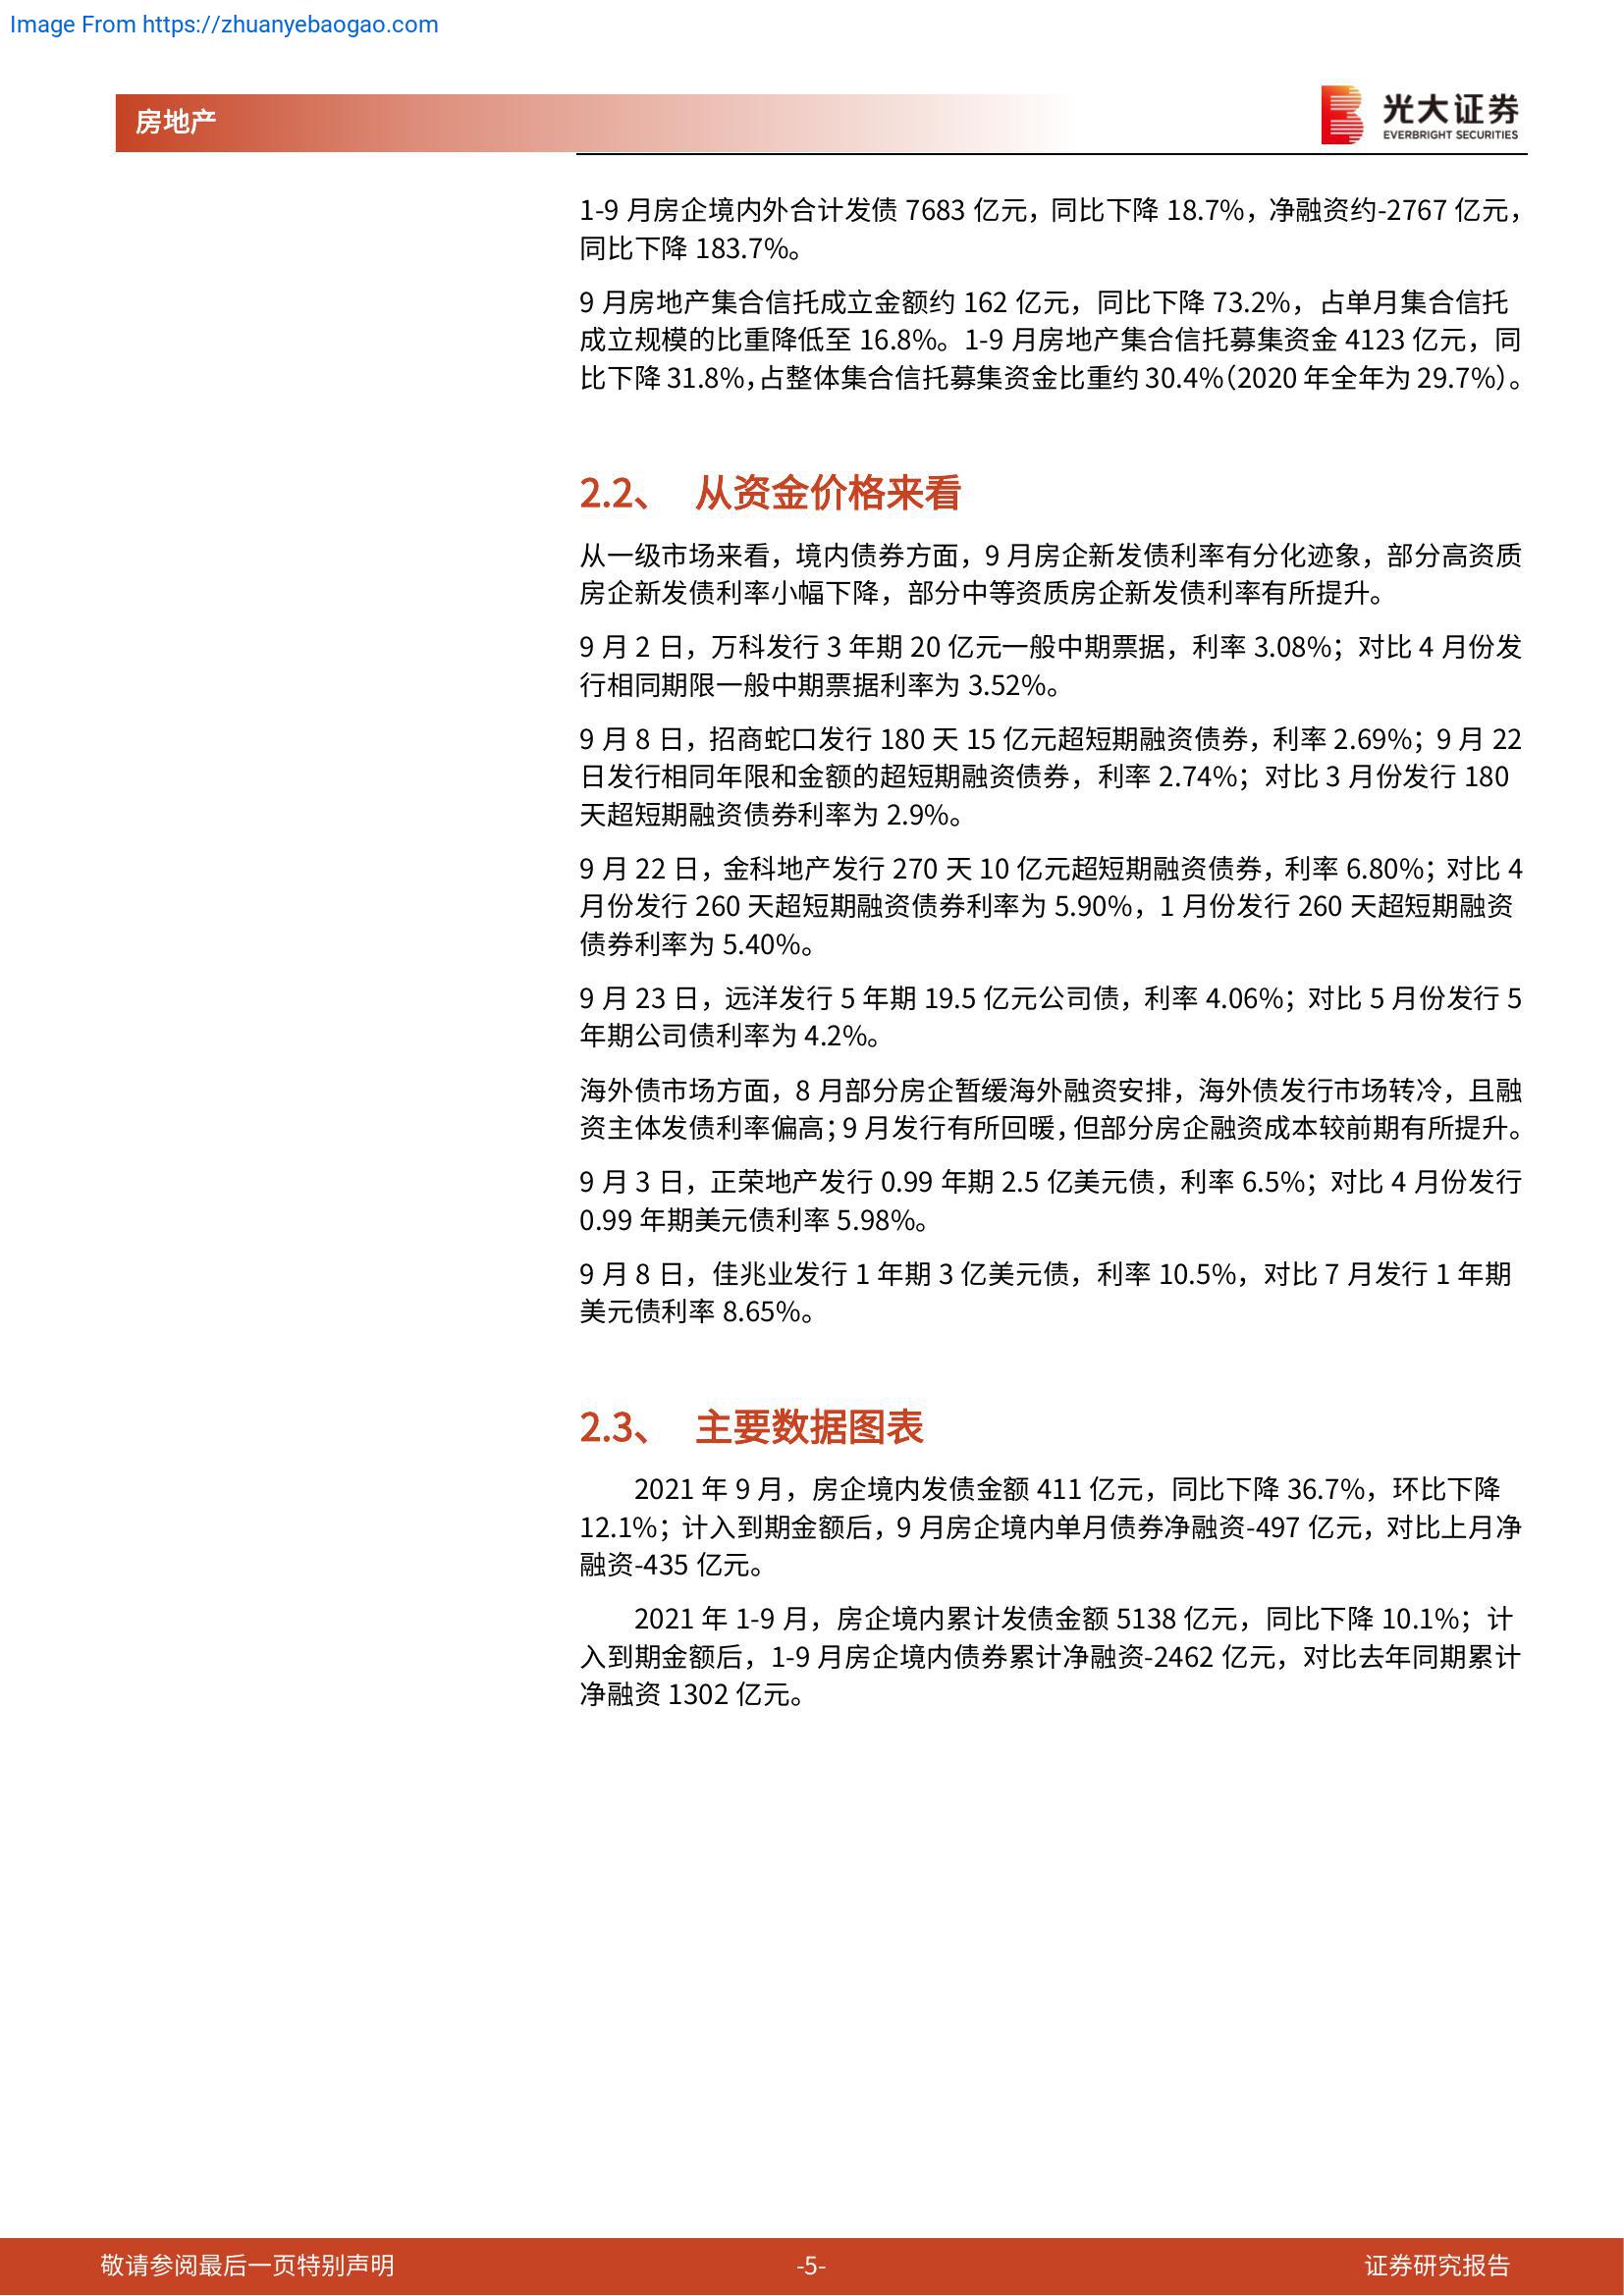 Image From https://zhuanyebaogao.com
房地产
光大证券
EVERBRIGHT SECURITIES
1-9 月房企境内外合计发债 7683 亿元，同比下降 18.7%，净融资约-2767 亿元，
同比下降 183.7%。
9 月房地产集合信托成立金额约 162 亿元，同比下降 73.2%，占单月集合信托
成立规模的比重降低至 16.8%。1-9 月房地产集合信托募集资金 4123 亿元，同
比下降 31.8%，占整体集合信托募集资金比重约 30.4%（2020 年全年为 29.7%）。
2.2、 从资金价格来看
从一级市场来看，境内债券方面，9 月房企新发债利率有分化迹象，部分高资质
房企新发债利率小幅下降，部分中等资质房企新发债利率有所提升。
9 月 2 日，万科发行 3 年期 20 亿元一般中期票据，利率 3.08%；对比 4 月份发
行相同期限一般中期票据利率为 3.52%。
9 月 8 日，招商蛇口发行 180 天 15 亿元超短期融资债券，利率 2.69%；9 月 22
日发行相同年限和金额的超短期融资债券，利率 2.74%；对比 3 月份发行 180
天超短期融资债券利率为 2.9%。
9 月 22 日，金科地产发行 270 天 10 亿元超短期融资债券，利率 6.80%；对比 4
月份发行 260 天超短期融资债券利率为 5.90%，1 月份发行 260 天超短期融资
债券利率为 5.40%。
9 月 23 日，远洋发行 5 年期 19.5 亿元公司债，利率 4.06%；对比 5 月份发行 5
年期公司债利率为 4.2%。
海外债市场方面，8 月部分房企暂缓海外融资安排，海外债发行市场转冷，且融
资主体发债利率偏高；9 月发行有所回暖，但部分房企融资成本较前期有所提升。
9 月 3 日，正荣地产发行 0.99 年期 2.5 亿美元债，利率 6.5%；对比 4 月份发行
0.99 年期美元债利率 5.98%。
9 月 8 日，佳兆业发行 1 年期 3 亿美元债，利率 10.5%，对比 7 月发行 1 年期
美元债利率 8.65%。
2.3、 主要数据图表
2021 年 9 月，房企境内发债金额 411 亿元，同比下降 36.7%，环比下降
12.1%；计入到期金额后，9 月房企境内单月债券净融资-497 亿元，对比上月净
融资-435 亿元。
2021 年 1-9 月，房企境内累计发债金额 5138 亿元，同比下降 10.1%；计
入到期金额后，1-9 月房企境内债券累计净融资-2462 亿元，对比去年同期累计
净融资 1302 亿元。
敬请参阅最后一页特别声明
-5-
证券研究报告